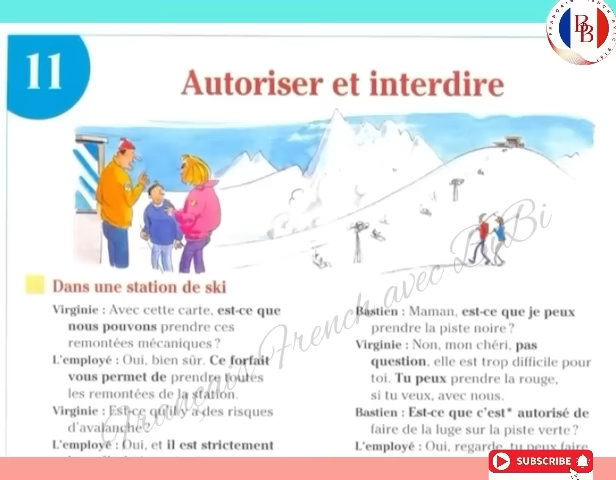 11
Autoriser et interdire
Dans une station de ski
Virginie : Avec cette carte, est-ce que
nous pouvons prendre ces
remontées mécaniques ?
L'employé : Oui, bien sûr. Ce forfait
vous permet de prendre toutes
les remontées de la station.
Virginie : Est-ce qu'il y a des risques
d'avalanche ?
L'employé : Oui, et il est strictement
Bastien : Maman, est-ce que je peux
prendre la piste noire ?
Virginie : Non, mon chéri, pas
question, elle est trop difficile pour
toi. Tu peux prendre la rouge,
si tu veux, avec nous.
Bastien : Est-ce que c'est* autorisé de
faire de la luge sur la piste verte ?
L'employé : Oui, regarde, tu peux faire
Français French avec BuBi
BB
SUBSCRIBE